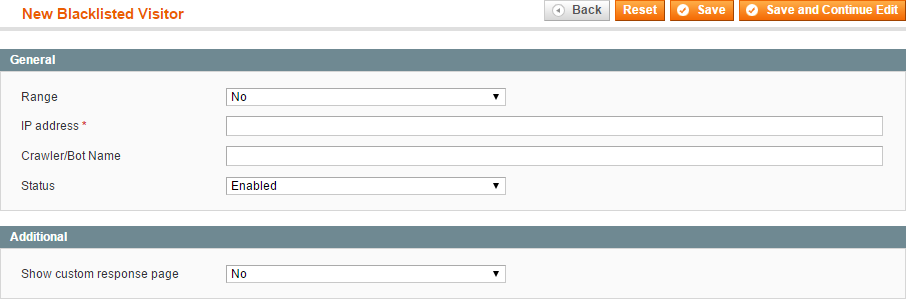 New Blacklisted Visitor
Back Reset Save Save and Continue Edit
General
Range No
IP address *
Crawler/Bot Name
Status Enabled
Additional
Show custom response page No